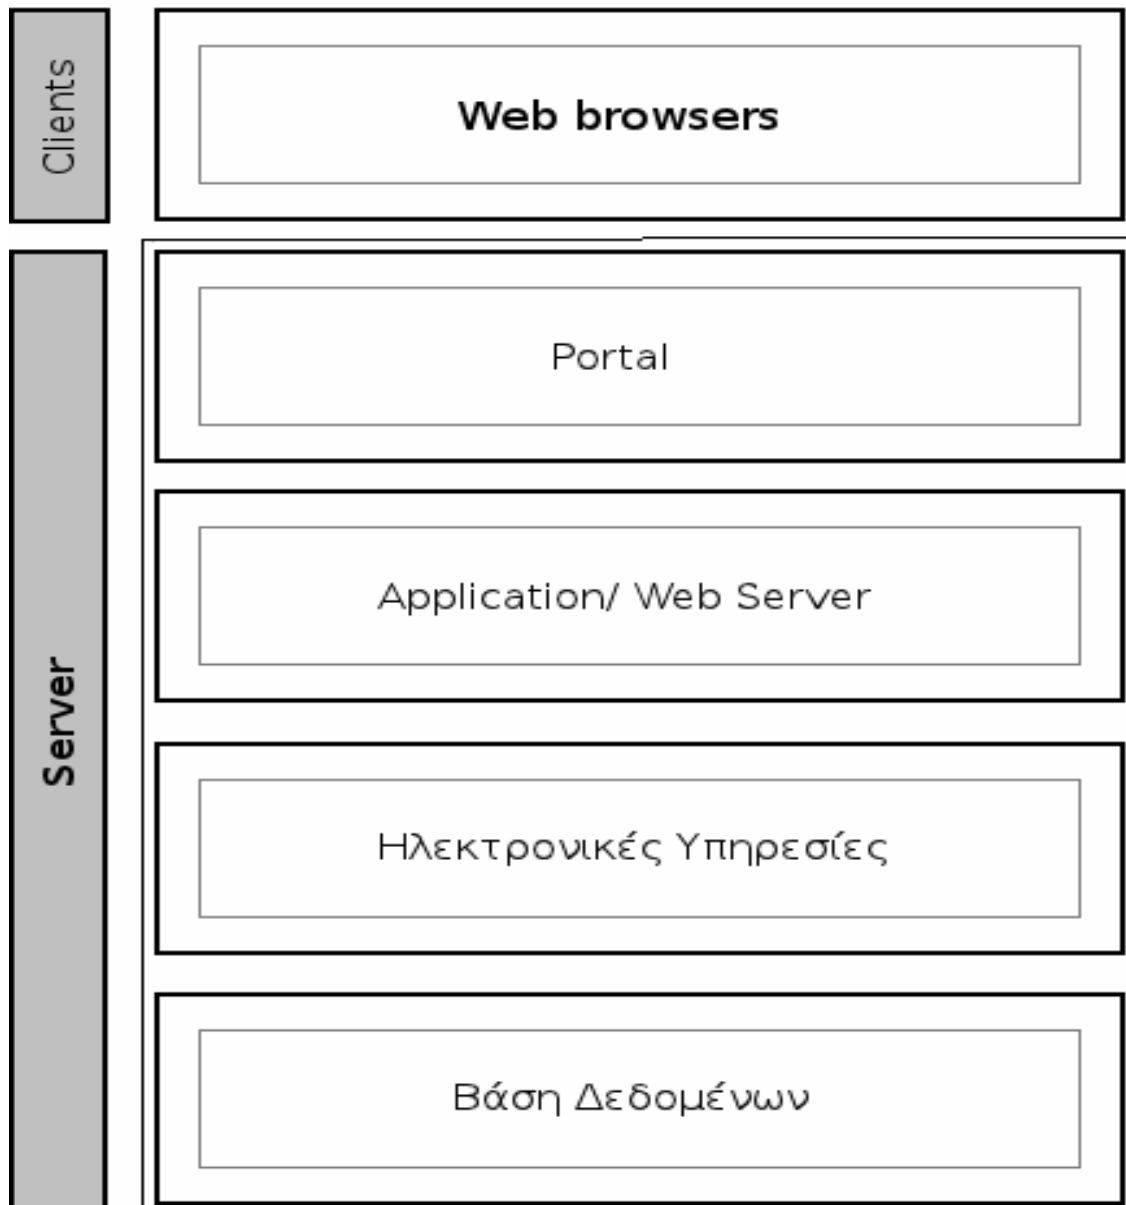 Clients
Web browsers
Server
Portal
Application/ Web Server
Ηλεκτρονικές Υπηρεσίες
Βάση Δεδομένων